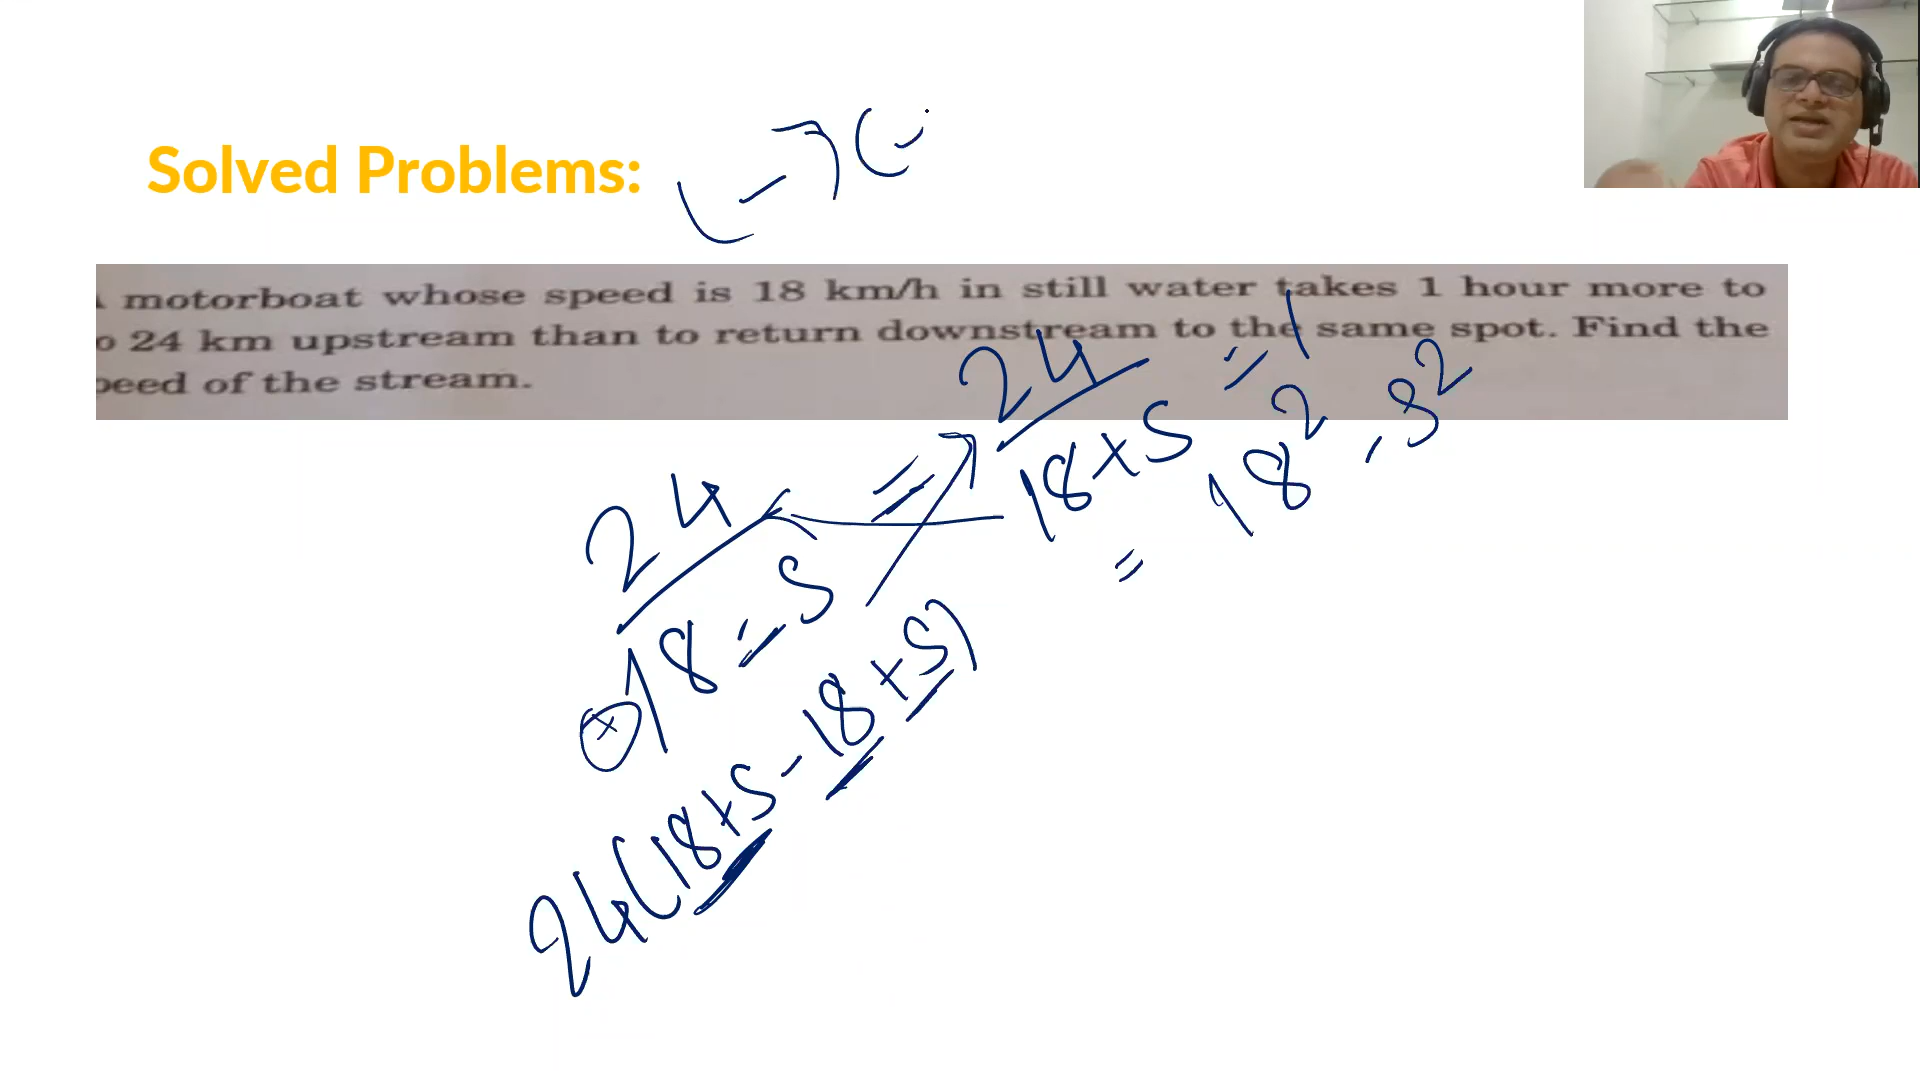 Solved Problems:
(-)(-
motorboat whose speed is 18 km/h in still water takes 1 hour more to
o 24 km upstream than to return downstream to the same spot. Find the
peed of the stream.
24/18-S = 24/18+S = 1
24(18+S-18+S) = 18²-S²